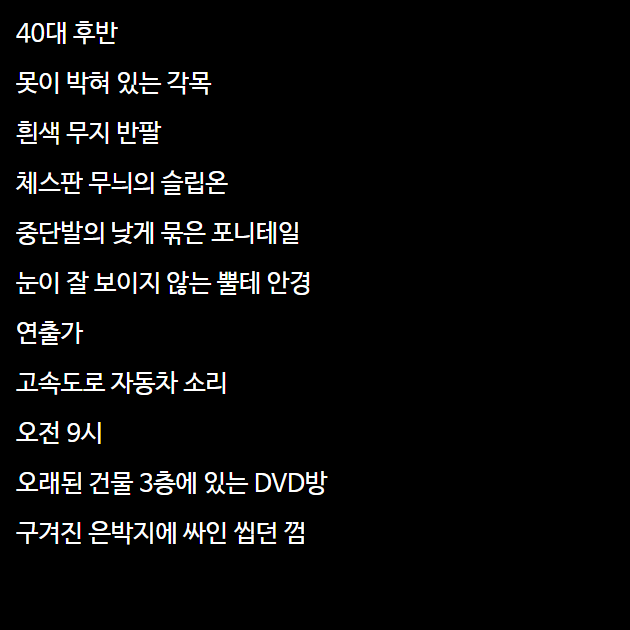 40대 후반
못이 박혀 있는 각목
흰색 무지 반팔
체스판 무늬의 슬립온
중단발의 낮게 묶은 포니테일
눈이 잘 보이지 않는 뿔테 안경
연출가
고속도로 자동차 소리
오전 9시
오래된 건물 3층에 있는 DVD방
구겨진 은박지에 싸인 씹던 껌